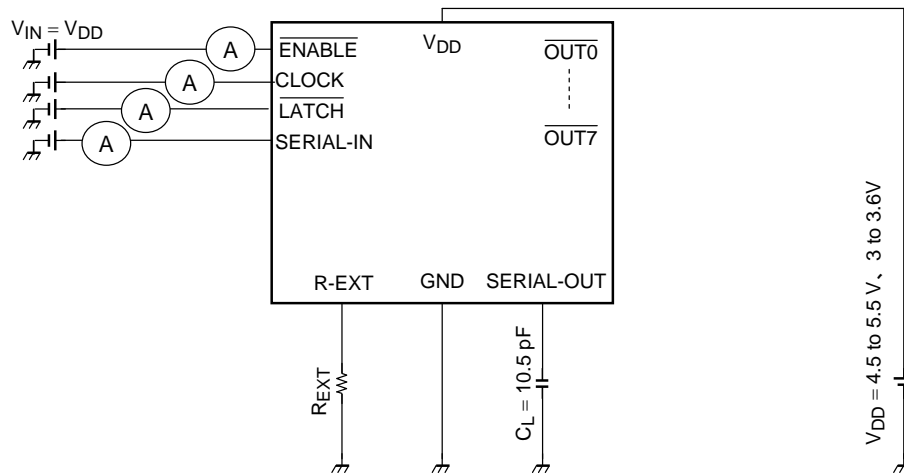 V_IN = V_DD
A
ENABLE
V_DD
OUT0
A
CLOCK
A
LATCH
A
SERIAL-IN
OUT7
R-EXT
GND
SERIAL-OUT
R_EXT
C_L = 10.5 pF
V_DD = 4.5 to 5.5 V、3 to 3.6V